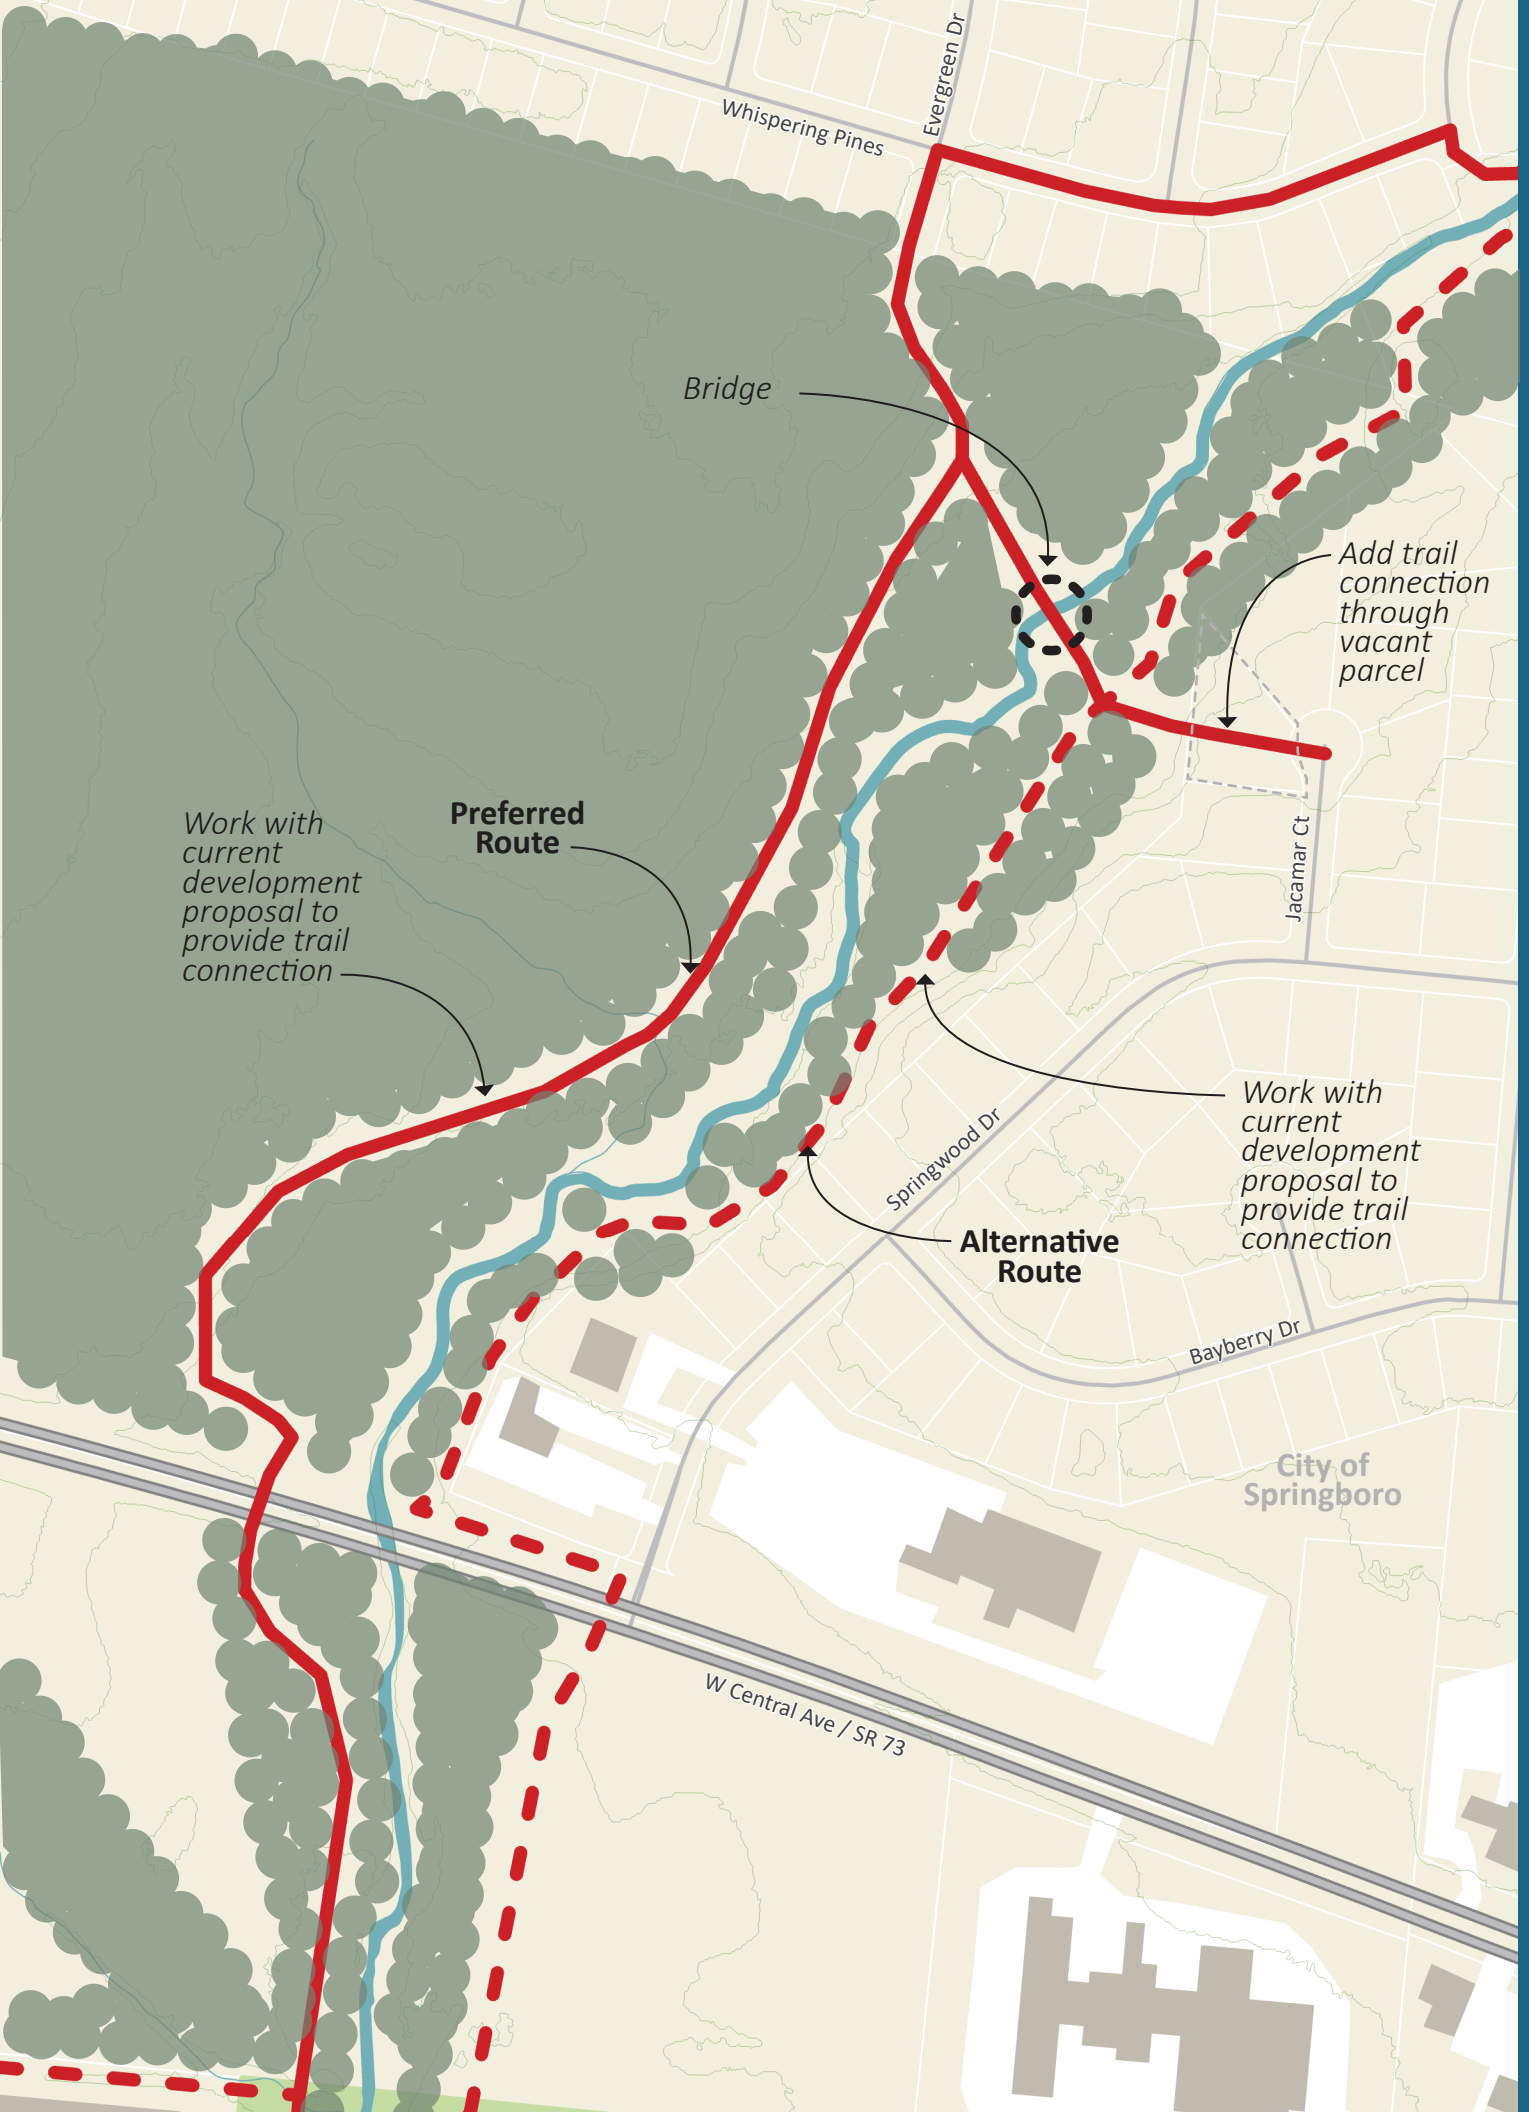 Evergreen Dr
Whispering Pines
Bridge
Add trail
connection
through
vacant
parcel
Work with
current
development
proposal to
provide trail
connection
Preferred
Route
Jacamar Ct
Work with
current
development
proposal to
provide trail
connection
Springwood Dr
Alternative
Route
Bayberry Dr
City of
Springboro
W Central Ave / SR 73